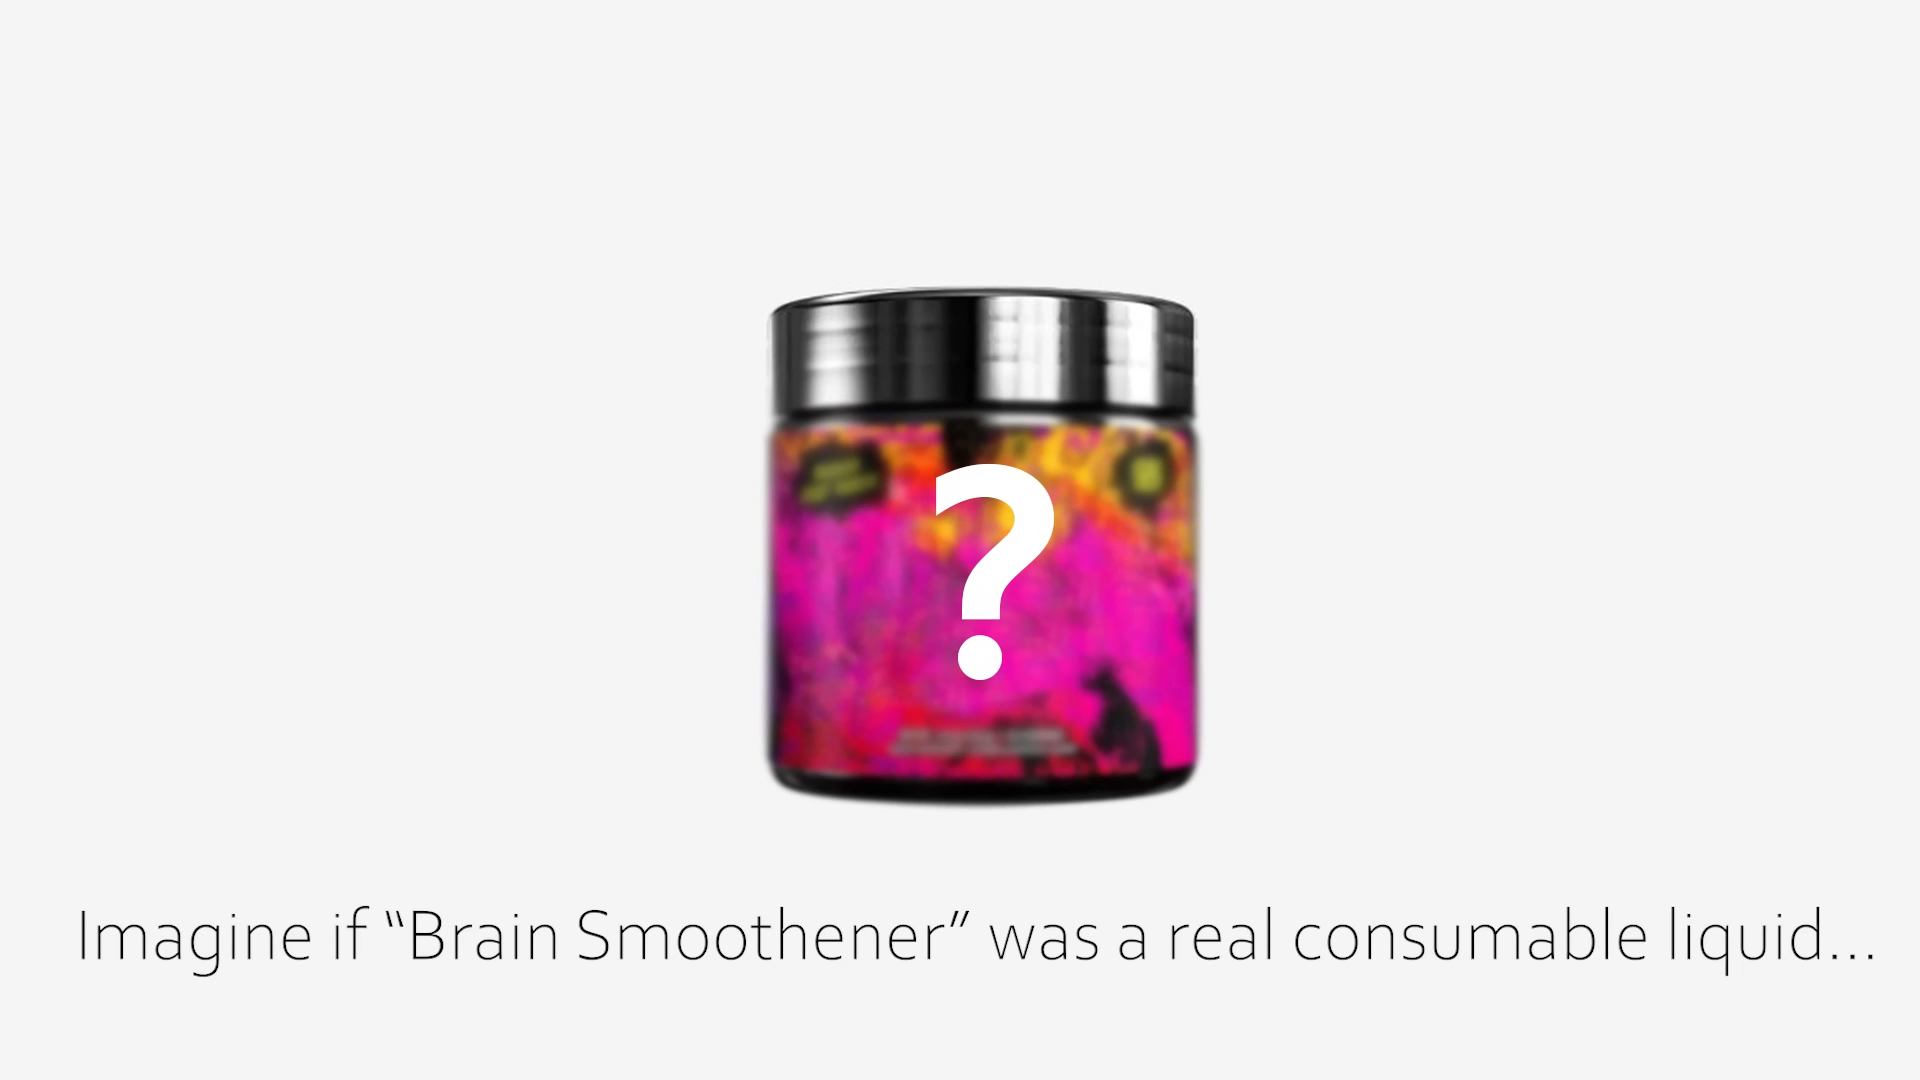 ?
Imagine if “Brain Smoothener” was a real consumable liquid...